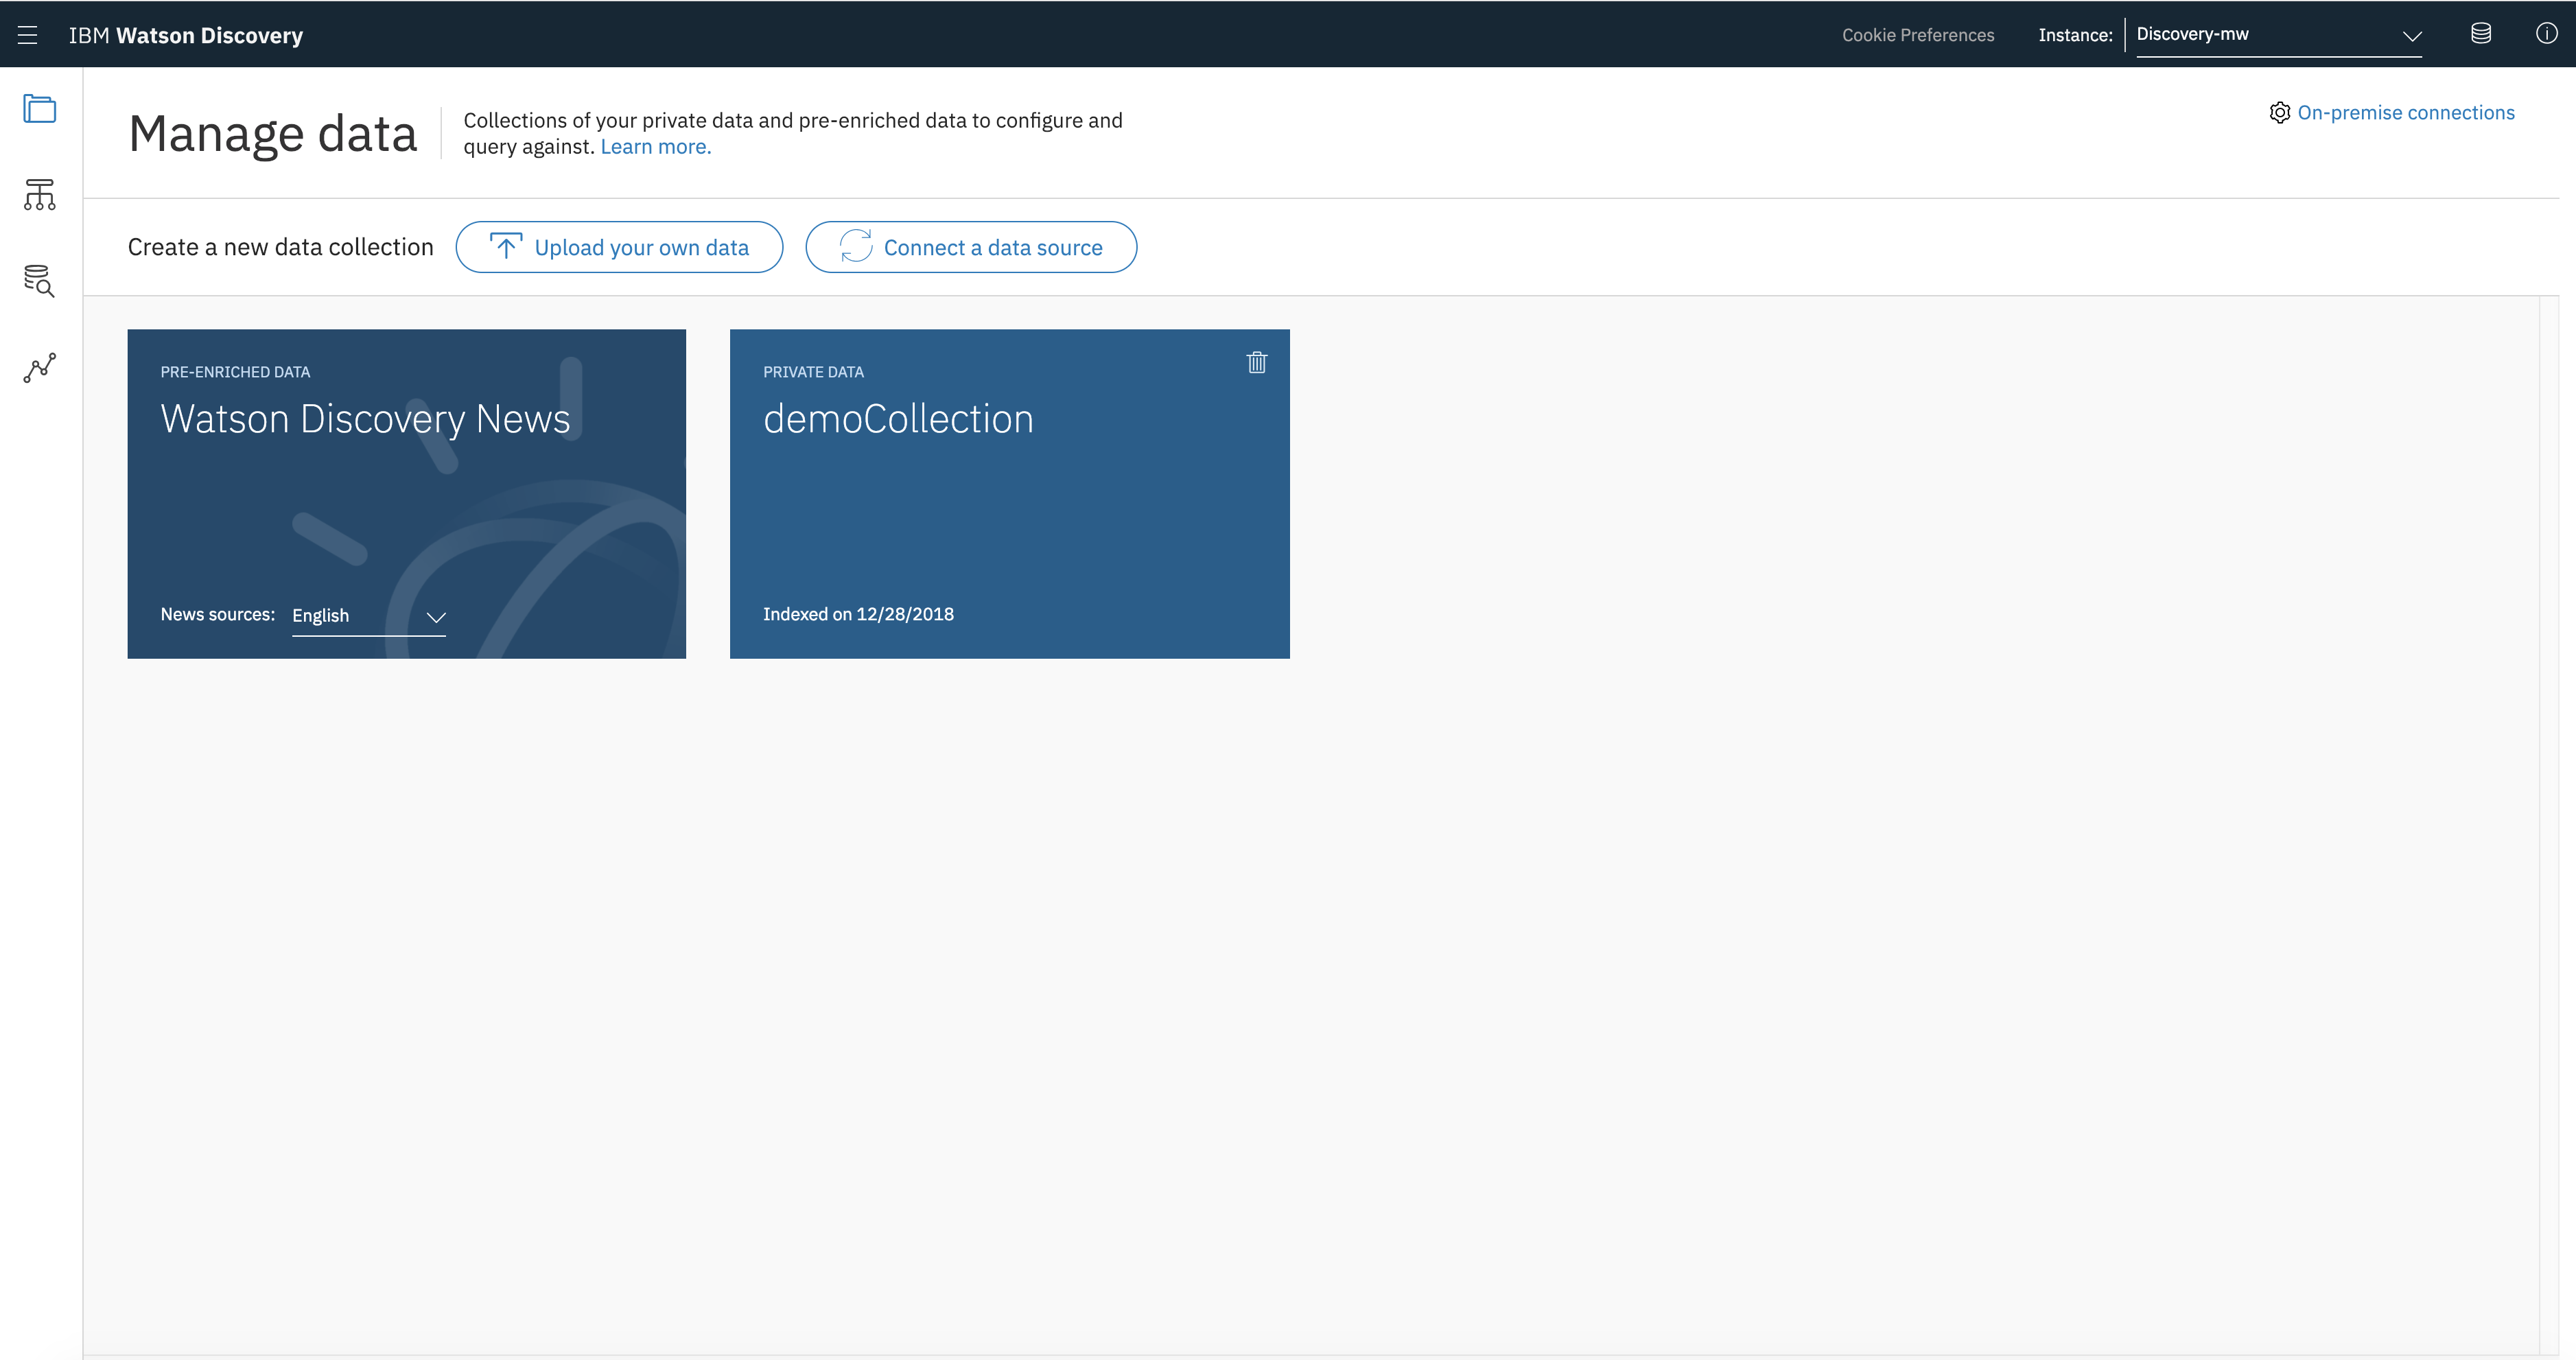 IBM Watson Discovery
Cookie Preferences
Instance:
Discovery-mw
Manage data
Collections of your private data and pre-enriched data to configure and
query against. Learn more.
On-premise connections
Create a new data collection
Upload your own data
Connect a data source
PRE-ENRICHED DATA
Watson Discovery News
News sources:
English
PRIVATE DATA
demoCollection
Indexed on 12/28/2018